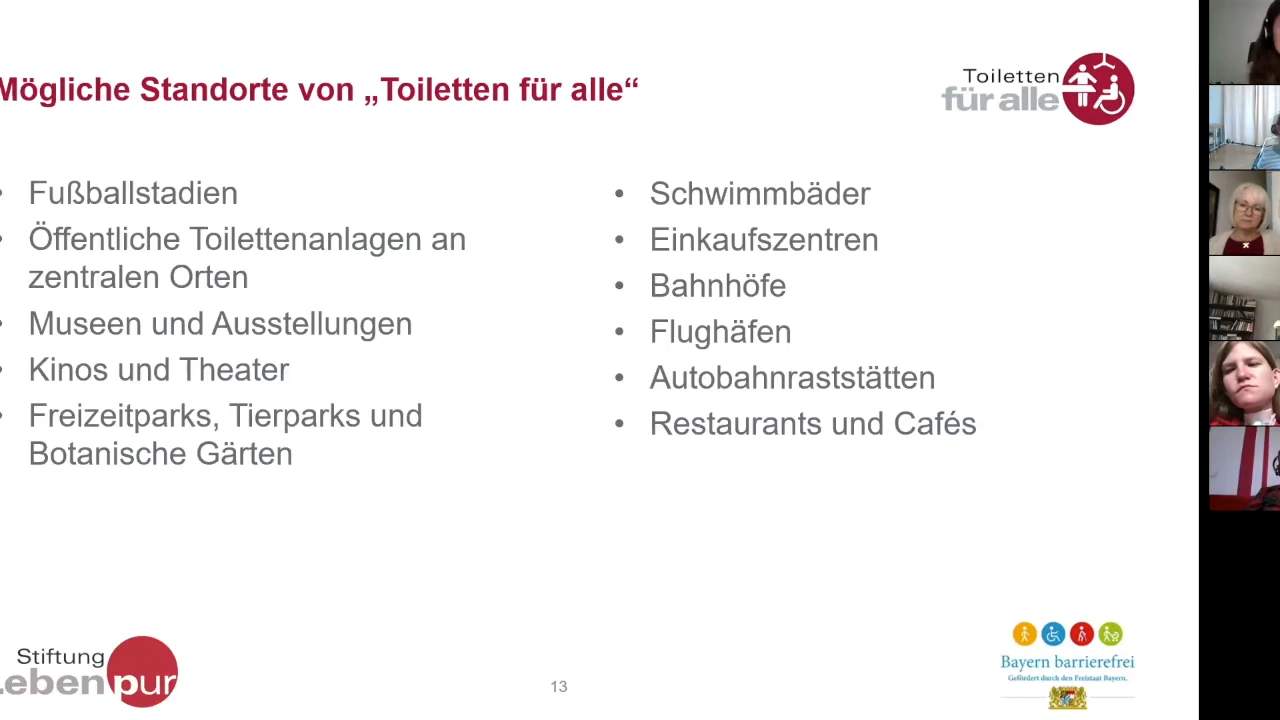 Mögliche Standorte von „Toiletten für alle“
Toiletten
für alle
• Fußballstadien
• Öffentliche Toilettenanlagen an
zentralen Orten
• Museen und Ausstellungen
• Kinos und Theater
• Freizeitparks, Tierparks und
Botanische Gärten
• Schwimmbäder
• Einkaufszentren
• Bahnhöfe
• Flughäfen
• Autobahnraststätten
• Restaurants und Cafés
Stiftung
Leben pur
13
Bayern barrierefrei
Gefördert durch den Freistaat Bayern.